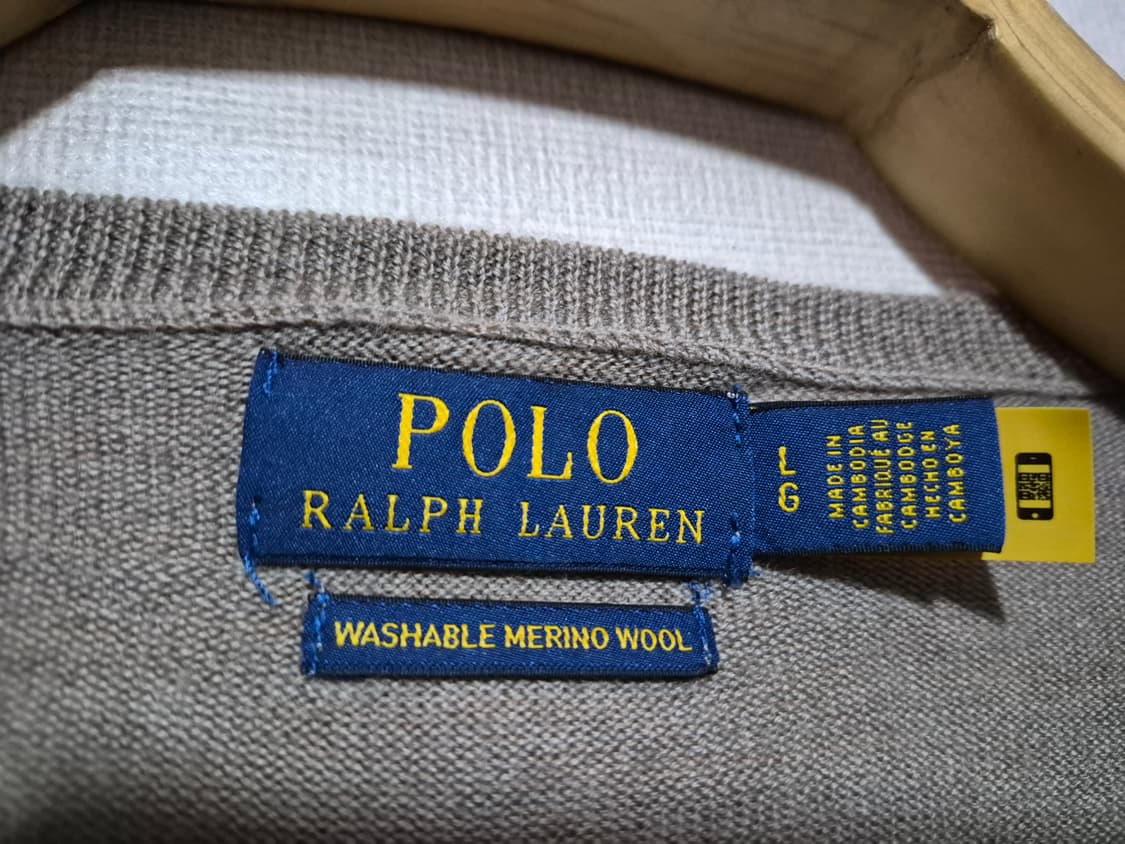 POLO
RALPH LAUREN
L
G
MADE IN
CAMBODIA
FABRIQUÉ AU
CAMBODGE
HECHO EN
CAMBOYA
WASHABLE MERINO WOOL